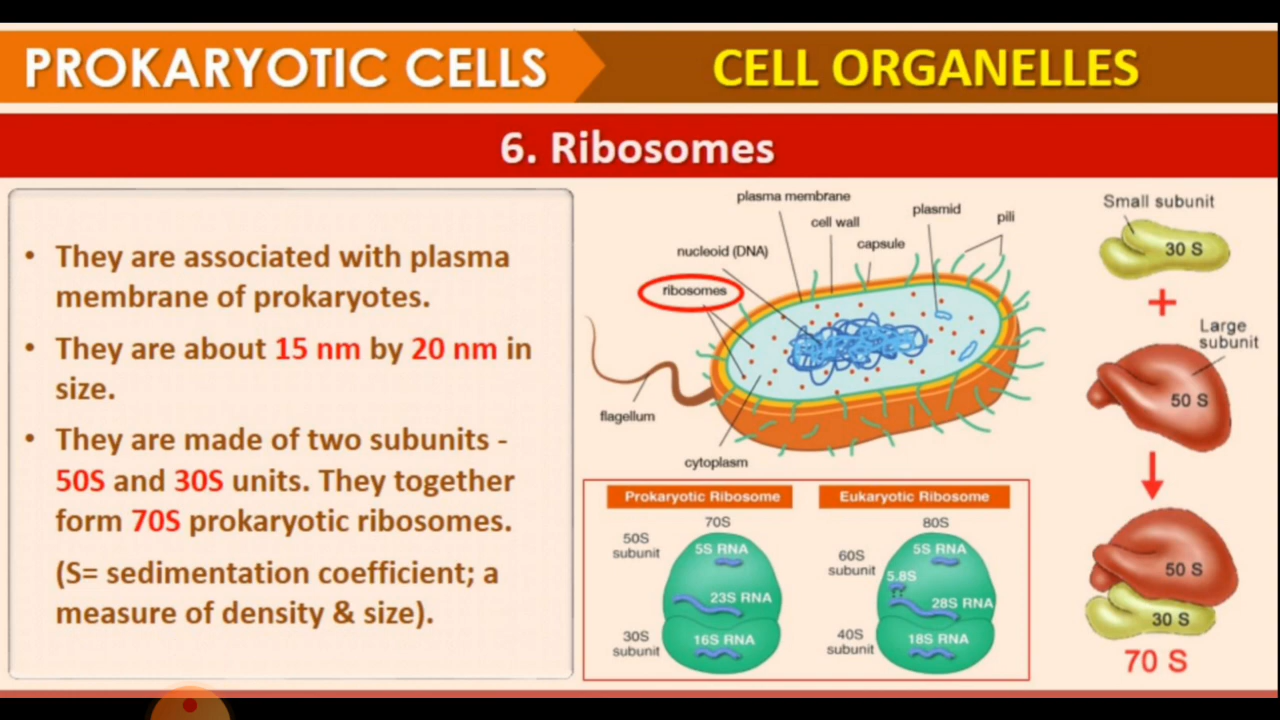 PROKARYOTIC CELLS
CELL ORGANELLES
6. Ribosomes
• They are associated with plasma
membrane of prokaryotes.
• They are about 15 nm by 20 nm in
size.
• They are made of two subunits -
50S and 30S units. They together
form 70S prokaryotic ribosomes.
(S= sedimentation coefficient; a
measure of density & size).
plasma membrane
cell wall
plasmid
pili
nucleoid (DNA)
capsule
ribosomes
flagellum
cytoplasm
Prokaryotic Ribosome
70S
50S
subunit
5S RNA
23S RNA
30S
subunit
16S RNA
Eukaryotic Ribosome
80S
60S
subunit
5S RNA
5.8S
28S RNA
40S
subunit
18S RNA
Small subunit
30 S
+
Large
subunit
50 S
50 S
30 S
70 S